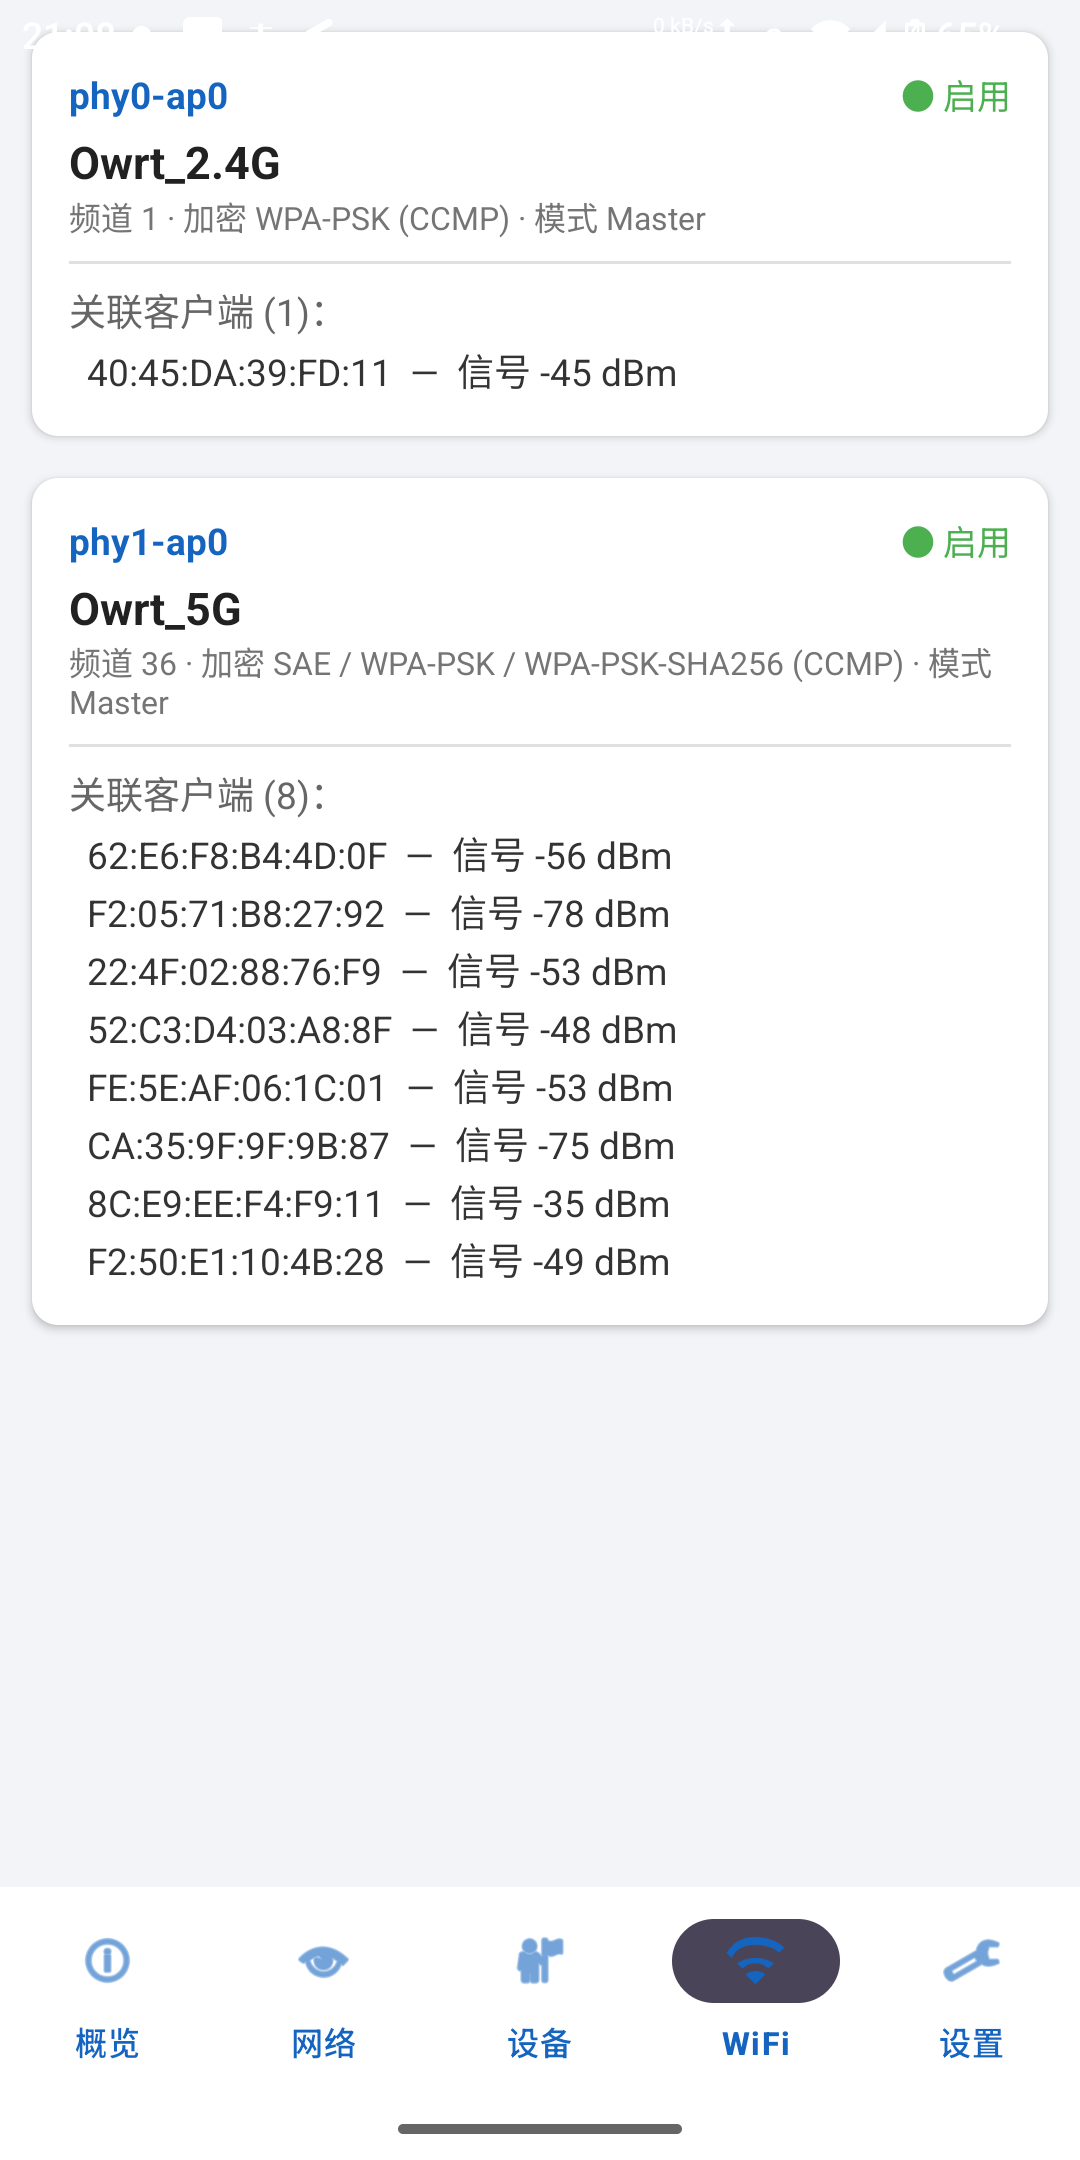 0 kB/s
phy0-ap0
启用
Owrt_2.4G
频道 1 · 加密 WPA-PSK (CCMP) · 模式 Master
关联客户端 (1)：
40:45:DA:39:FD:11 — 信号 -45 dBm
phy1-ap0
启用
Owrt_5G
频道 36 · 加密 SAE / WPA-PSK / WPA-PSK-SHA256 (CCMP) · 模式
Master
关联客户端 (8)：
62:E6:F8:B4:4D:0F — 信号 -56 dBm
F2:05:71:B8:27:92 — 信号 -78 dBm
22:4F:02:88:76:F9 — 信号 -53 dBm
52:C3:D4:03:A8:8F — 信号 -48 dBm
FE:5E:AF:06:1C:01 — 信号 -53 dBm
CA:35:9F:9F:9B:87 — 信号 -75 dBm
8C:E9:EE:F4:F9:11 — 信号 -35 dBm
F2:50:E1:10:4B:28 — 信号 -49 dBm
概览
网络
设备
WiFi
设置